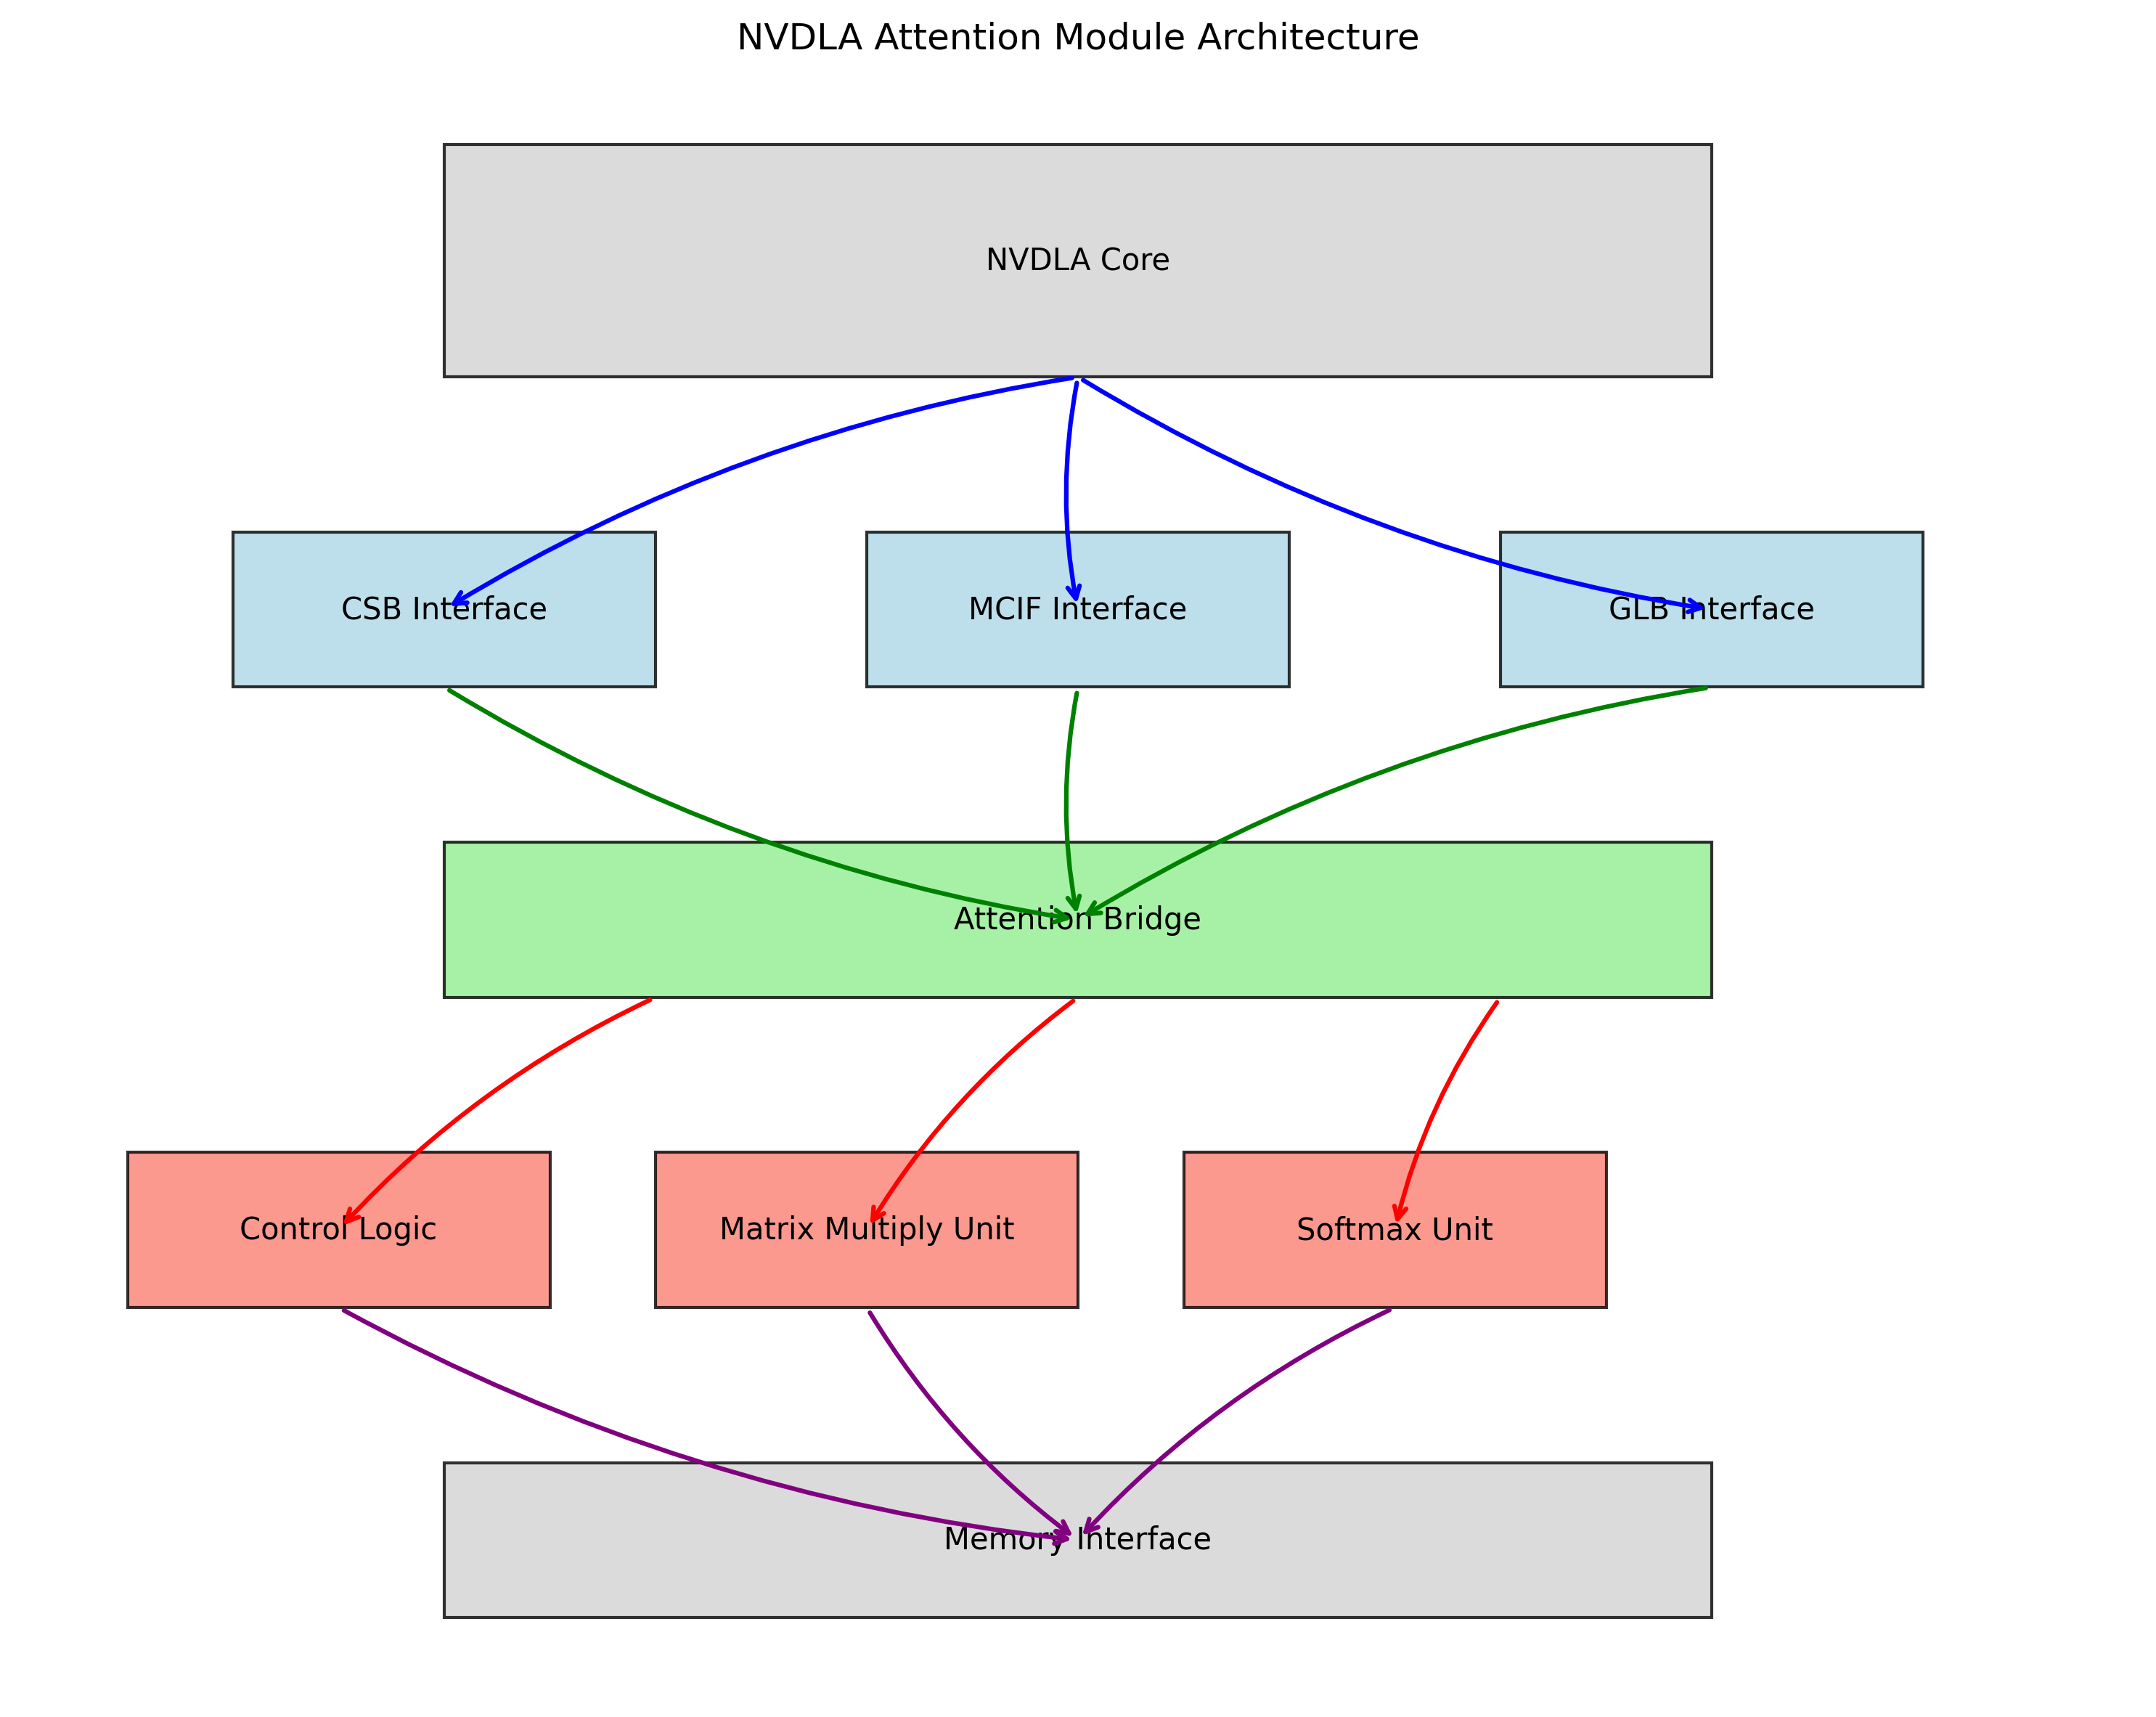 NVDLA Attention Module Architecture
NVDLA Core
CSB Interface
MCIF Interface
GLB Interface
Attention Bridge
Control Logic
Matrix Multiply Unit
Softmax Unit
Memory Interface